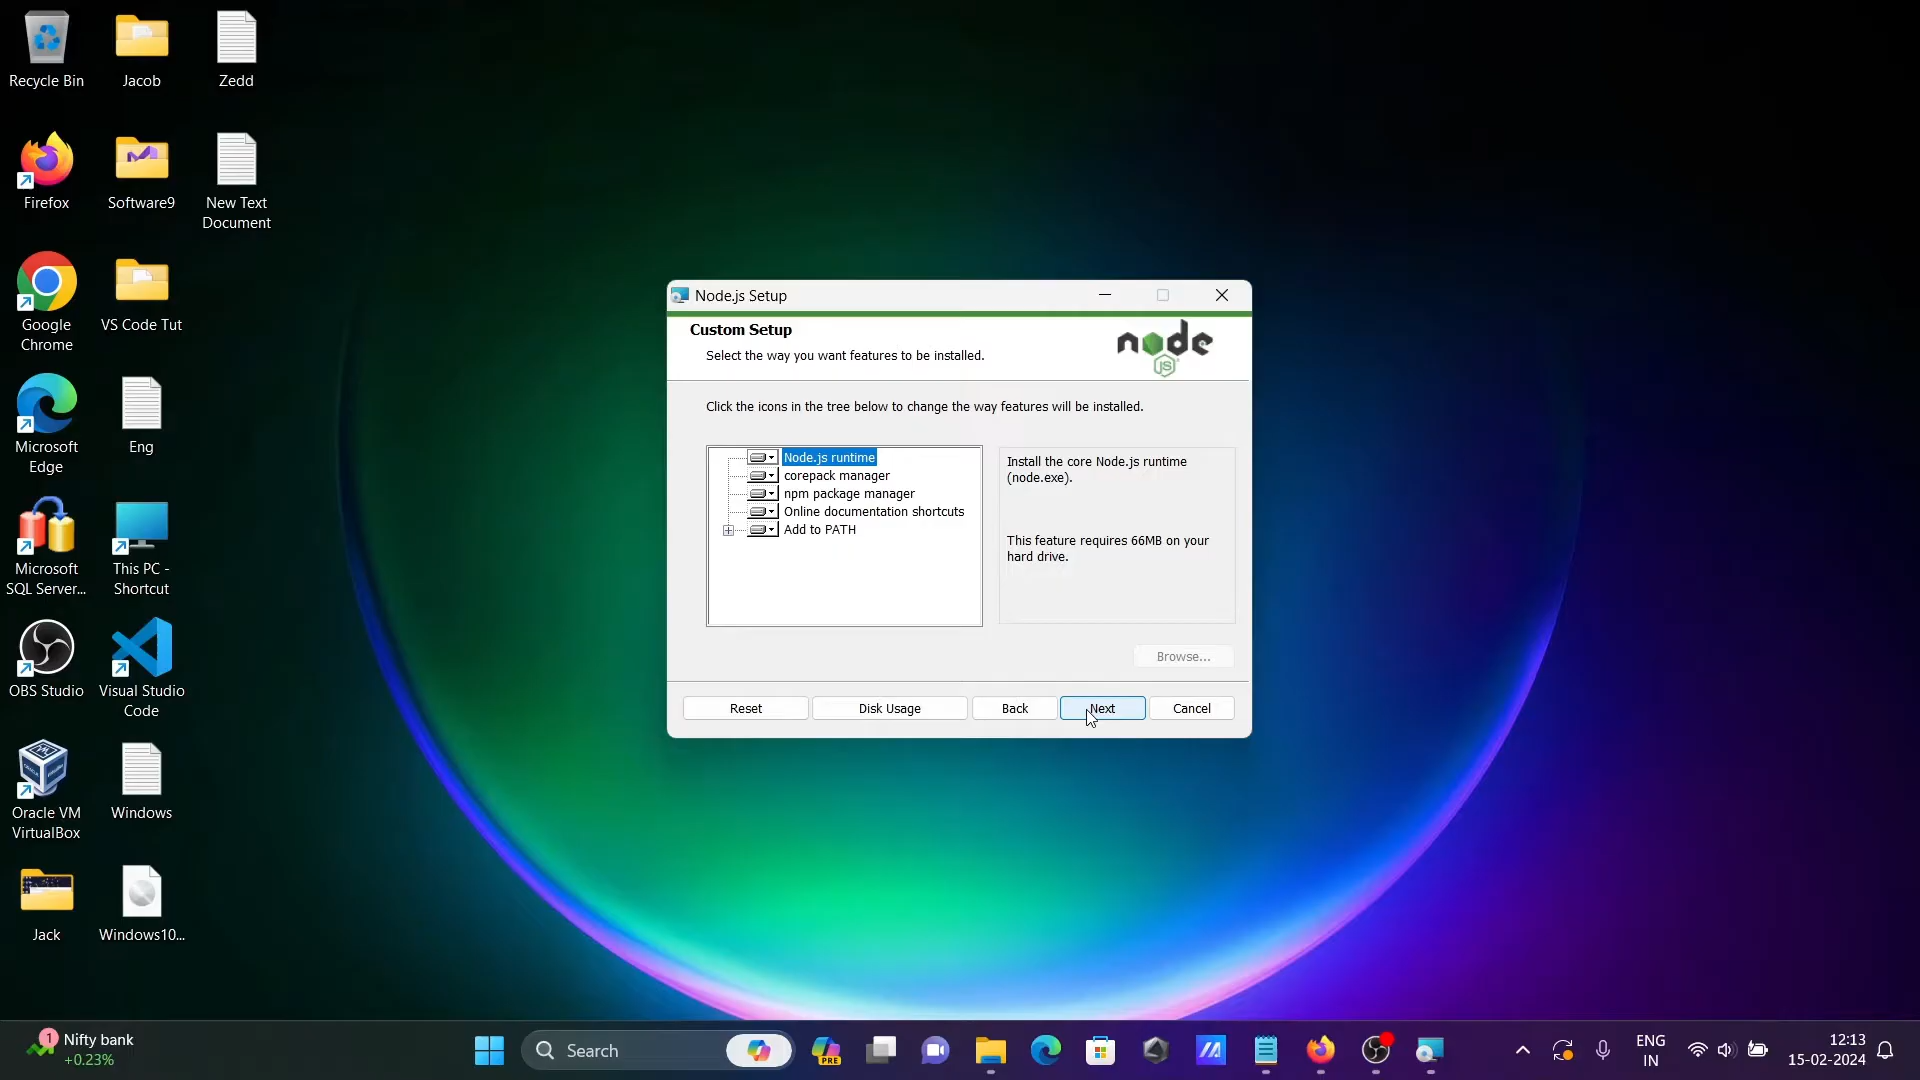 Recycle Bin
Jacob
Zedd
Firefox
Software9
New Text
Document
Google
Chrome
VS Code Tut
Microsoft
Edge
Eng
Microsoft
SQL Server...
This PC -
Shortcut
OBS Studio
Visual Studio
Code
Oracle VM
VirtualBox
Windows
Jack
Windows10...
Node.js Setup
Custom Setup
Select the way you want features to be installed.
node
JS
Click the icons in the tree below to change the way features will be installed.
Node.js runtime
corepack manager
npm package manager
Online documentation shortcuts
Add to PATH
Install the core Node.js runtime
(node.exe).
This feature requires 66MB on your
hard drive.
Browse...
Reset
Disk Usage
Back
Next
Cancel
1
Nifty bank
+0.23%
Search
PRE
ENG
IN
12:13
15-02-2024